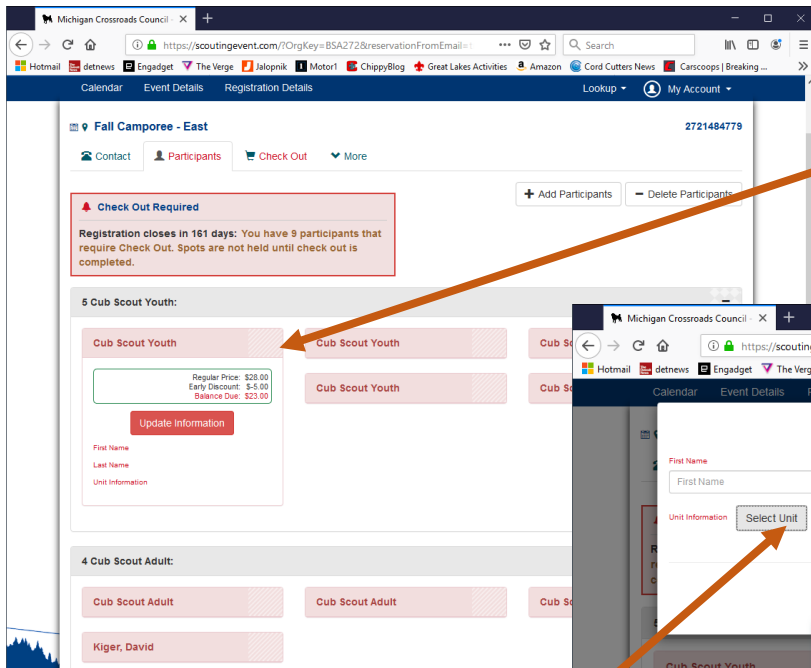 Michigan Crossroads Council -
https://scoutingevent.com/?OrgKey=BSA272&reservationFromEmail=
Search
Hotmail detnews Engadget The Verge Jalopnik Motor1 ChippyBlog Great Lakes Activities Amazon Cord Cutters News Carscoops | Breaking ...
Calendar Event Details Registration Details Lookup My Account
Fall Camporee - East 2721484779
Contact Participants Check Out More
Add Participants Delete Participants
Check Out Required
Registration closes in 161 days: You have 9 participants that
require Check Out. Spots are not held until check out is
completed.
5 Cub Scout Youth:
Cub Scout Youth Cub Scout Youth Cub
Regular Price: $28.00
Early Discount: $-5.00
Balance Due: $23.00
Cub Scout Youth Cub
Update Information
First Name
Last Name
Unit Information
4 Cub Scout Adult:
Cub Scout Adult Cub Scout Adult Cub
Kiger, David
Michigan Crossroads Council -
https://scouting
Hotmail detnews Engadget The Verg
Calendar Event Details
First Name
First Name
Unit Information Select Unit
Cub Scout Youth